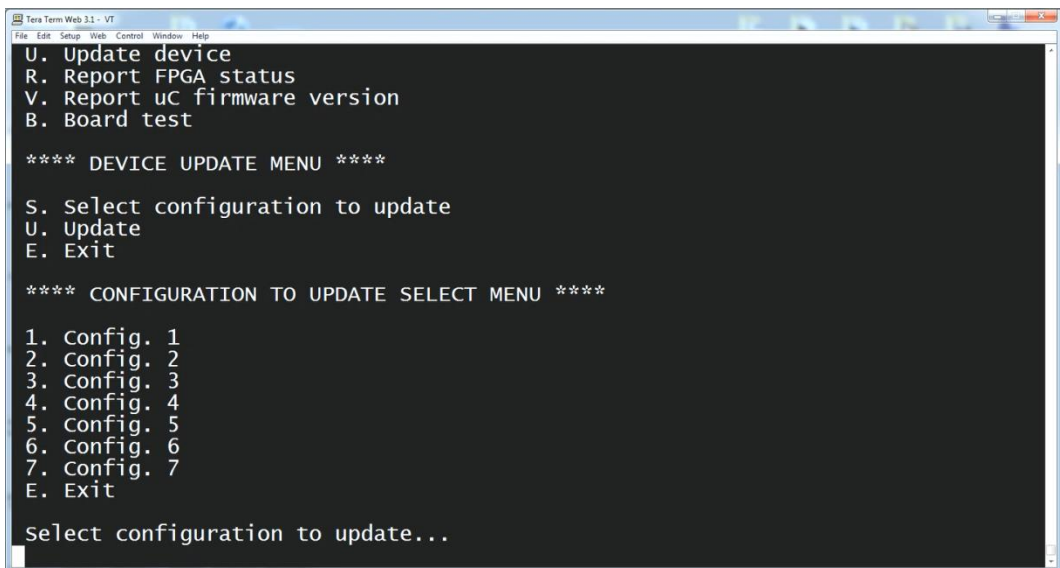 Tera Term Web 3.1 - VT
File Edit Setup Web Control Window Help
U. Update device
R. Report FPGA status
V. Report uC firmware version
B. Board test
**** DEVICE UPDATE MENU ****
S. Select configuration to update
U. Update
E. Exit
**** CONFIGURATION TO UPDATE SELECT MENU ****
1. Config. 1
2. Config. 2
3. Config. 3
4. Config. 4
5. Config. 5
6. Config. 6
7. Config. 7
E. Exit
Select configuration to update...